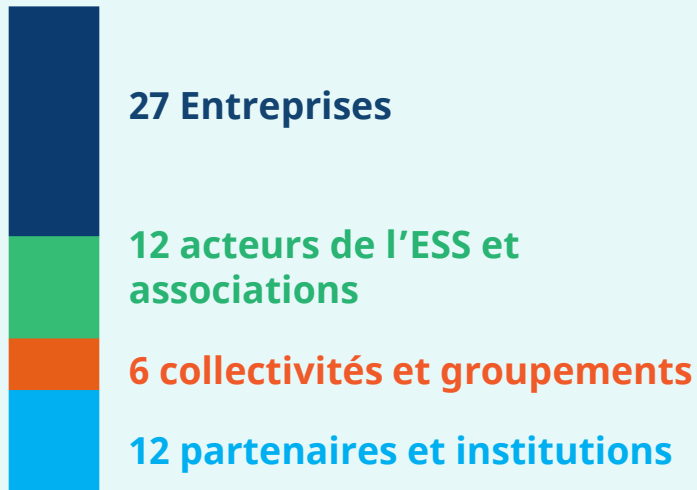 27 Entreprises
12 acteurs de l’ESS et
associations
6 collectivités et groupements
12 partenaires et institutions